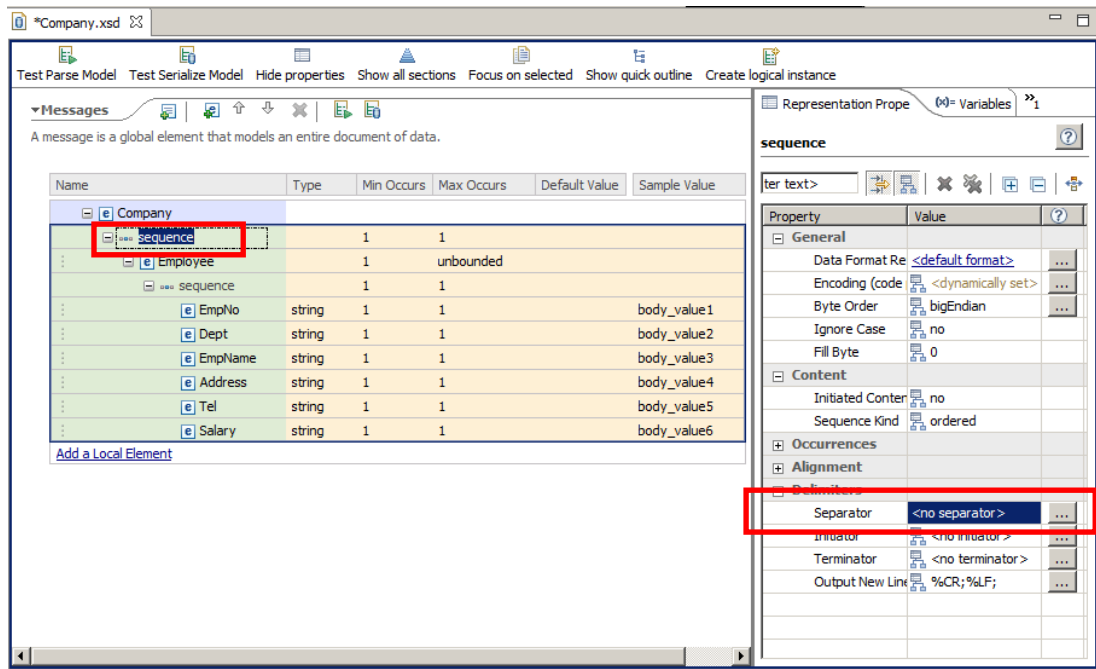 *Company.xsd
Test Parse Model Test Serialize Model Hide properties Show all sections Focus on selected Show quick outline Create logical instance
Messages
A message is a global element that models an entire document of data.
Name Type Min Occurs Max Occurs Default Value Sample Value
e Company
sequence 1 1
e Employee 1 unbounded
sequence 1 1
e EmpNo string 1 1 body_value1
e Dept string 1 1 body_value2
e EmpName string 1 1 body_value3
e Address string 1 1 body_value4
e Tel string 1 1 body_value5
e Salary string 1 1 body_value6
Add a Local Element
Representation Prope (x)= Variables »1
sequence ?
ter text>
Property Value ?
General
Data Format Re <default format> ...
Encoding (code <dynamically set> ...
Byte Order bigEndian ...
Ignore Case no
Fill Byte 0
Content
Initiated Conten no
Sequence Kind ordered
Occurrences
Alignment
Delimiters
Separator <no separator> ...
Initiator <no initiator> ...
Terminator <no terminator> ...
Output New Line %CR;%LF; ...